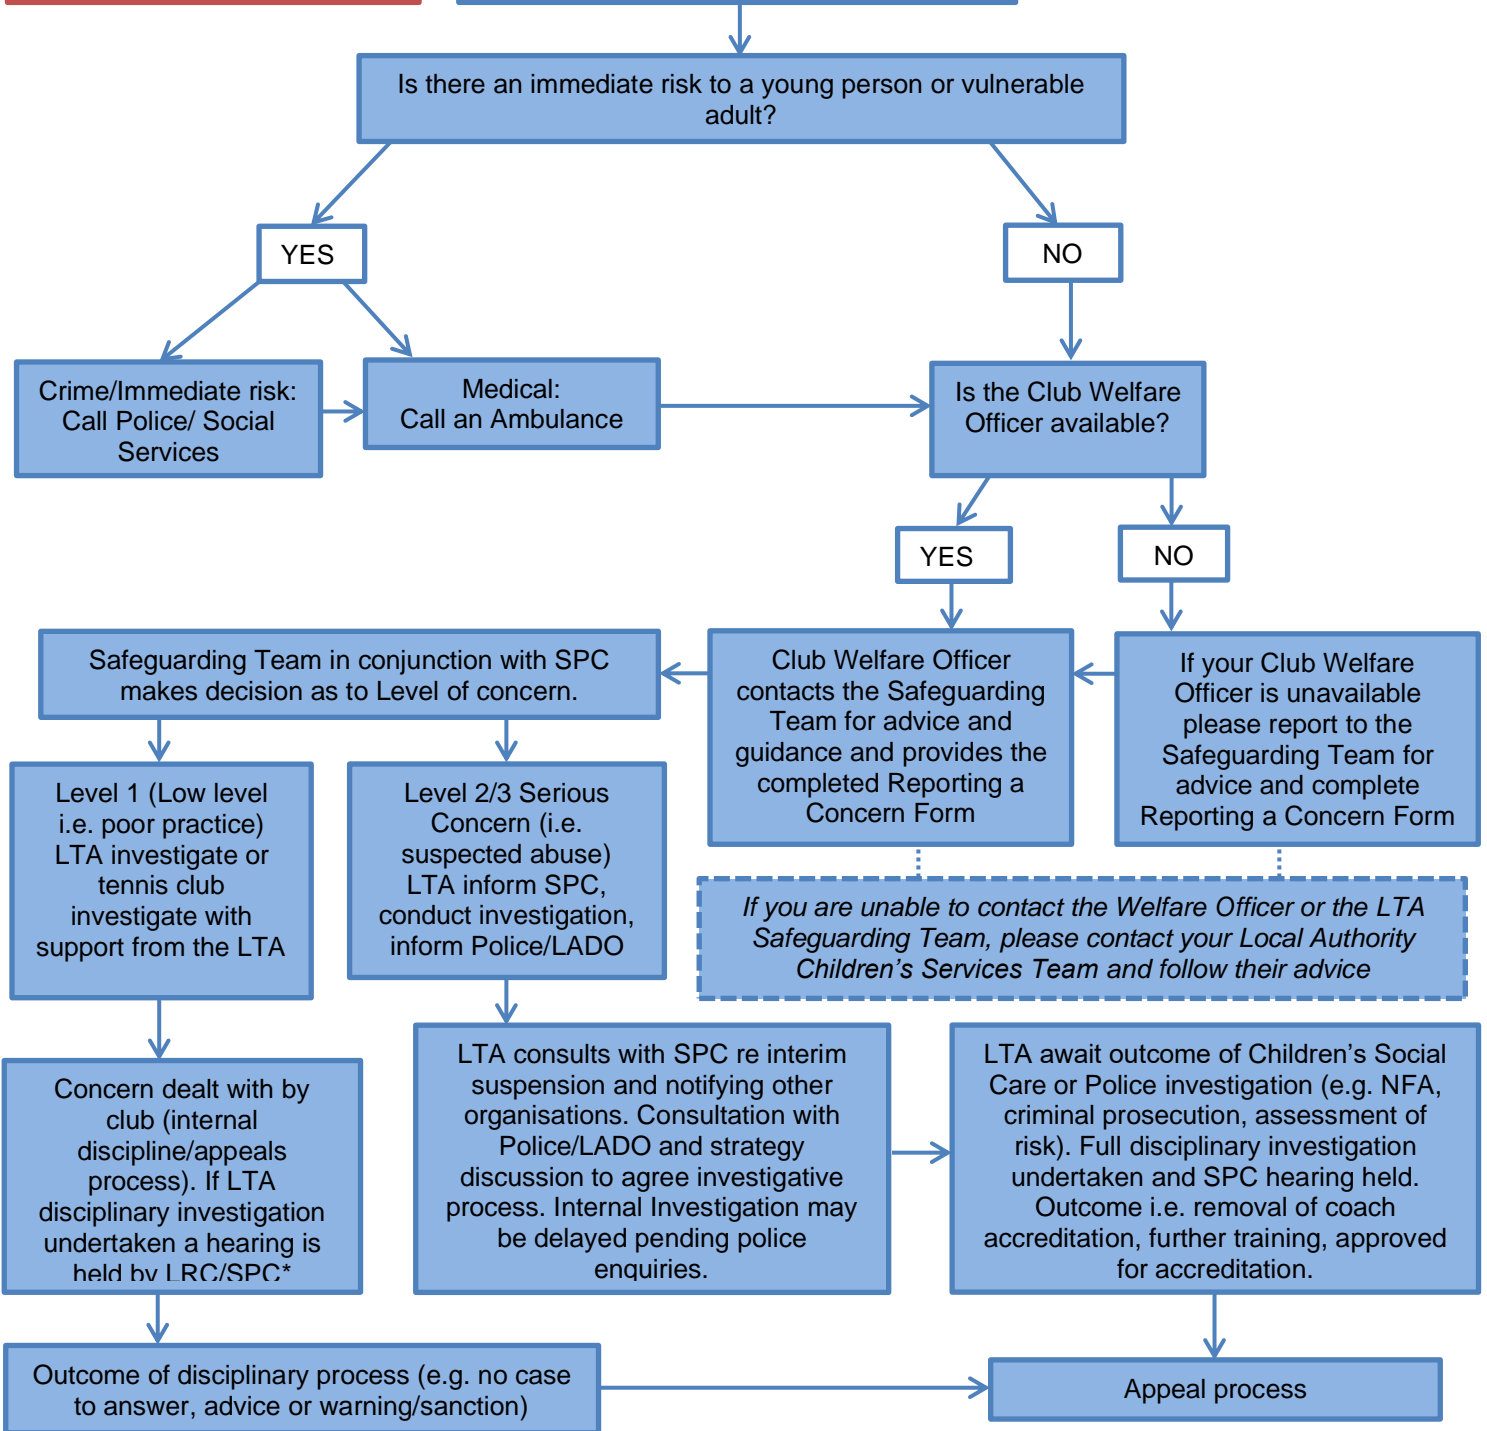 Is there an immediate risk to a young person or vulnerable
adult?
YES
NO
Crime/Immediate risk:
Call Police/ Social
Services
Medical:
Call an Ambulance
Is the Club Welfare
Officer available?
YES
NO
Safeguarding Team in conjunction with SPC
makes decision as to Level of concern.
Club Welfare Officer
contacts the Safeguarding
Team for advice and
guidance and provides the
completed Reporting a
Concern Form
If your Club Welfare
Officer is unavailable
please report to the
Safeguarding Team for
advice and complete
Reporting a Concern Form
Level 1 (Low level
i.e. poor practice)
LTA investigate or
tennis club
investigate with
support from the LTA
Level 2/3 Serious
Concern (i.e.
suspected abuse)
LTA inform SPC,
conduct investigation,
inform Police/LADO
If you are unable to contact the Welfare Officer or the LTA
Safeguarding Team, please contact your Local Authority
Children’s Services Team and follow their advice
Concern dealt with by
club (internal
discipline/appeals
process). If LTA
disciplinary investigation
undertaken a hearing is
held by LRC/SPC*
LTA consults with SPC re interim
suspension and notifying other
organisations. Consultation with
Police/LADO and strategy
discussion to agree investigative
process. Internal Investigation may
be delayed pending police
enquiries.
LTA await outcome of Children’s Social
Care or Police investigation (e.g. NFA,
criminal prosecution, assessment of
risk). Full disciplinary investigation
undertaken and SPC hearing held.
Outcome i.e. removal of coach
accreditation, further training, approved
for accreditation.
Outcome of disciplinary process (e.g. no case
to answer, advice or warning/sanction)
Appeal process